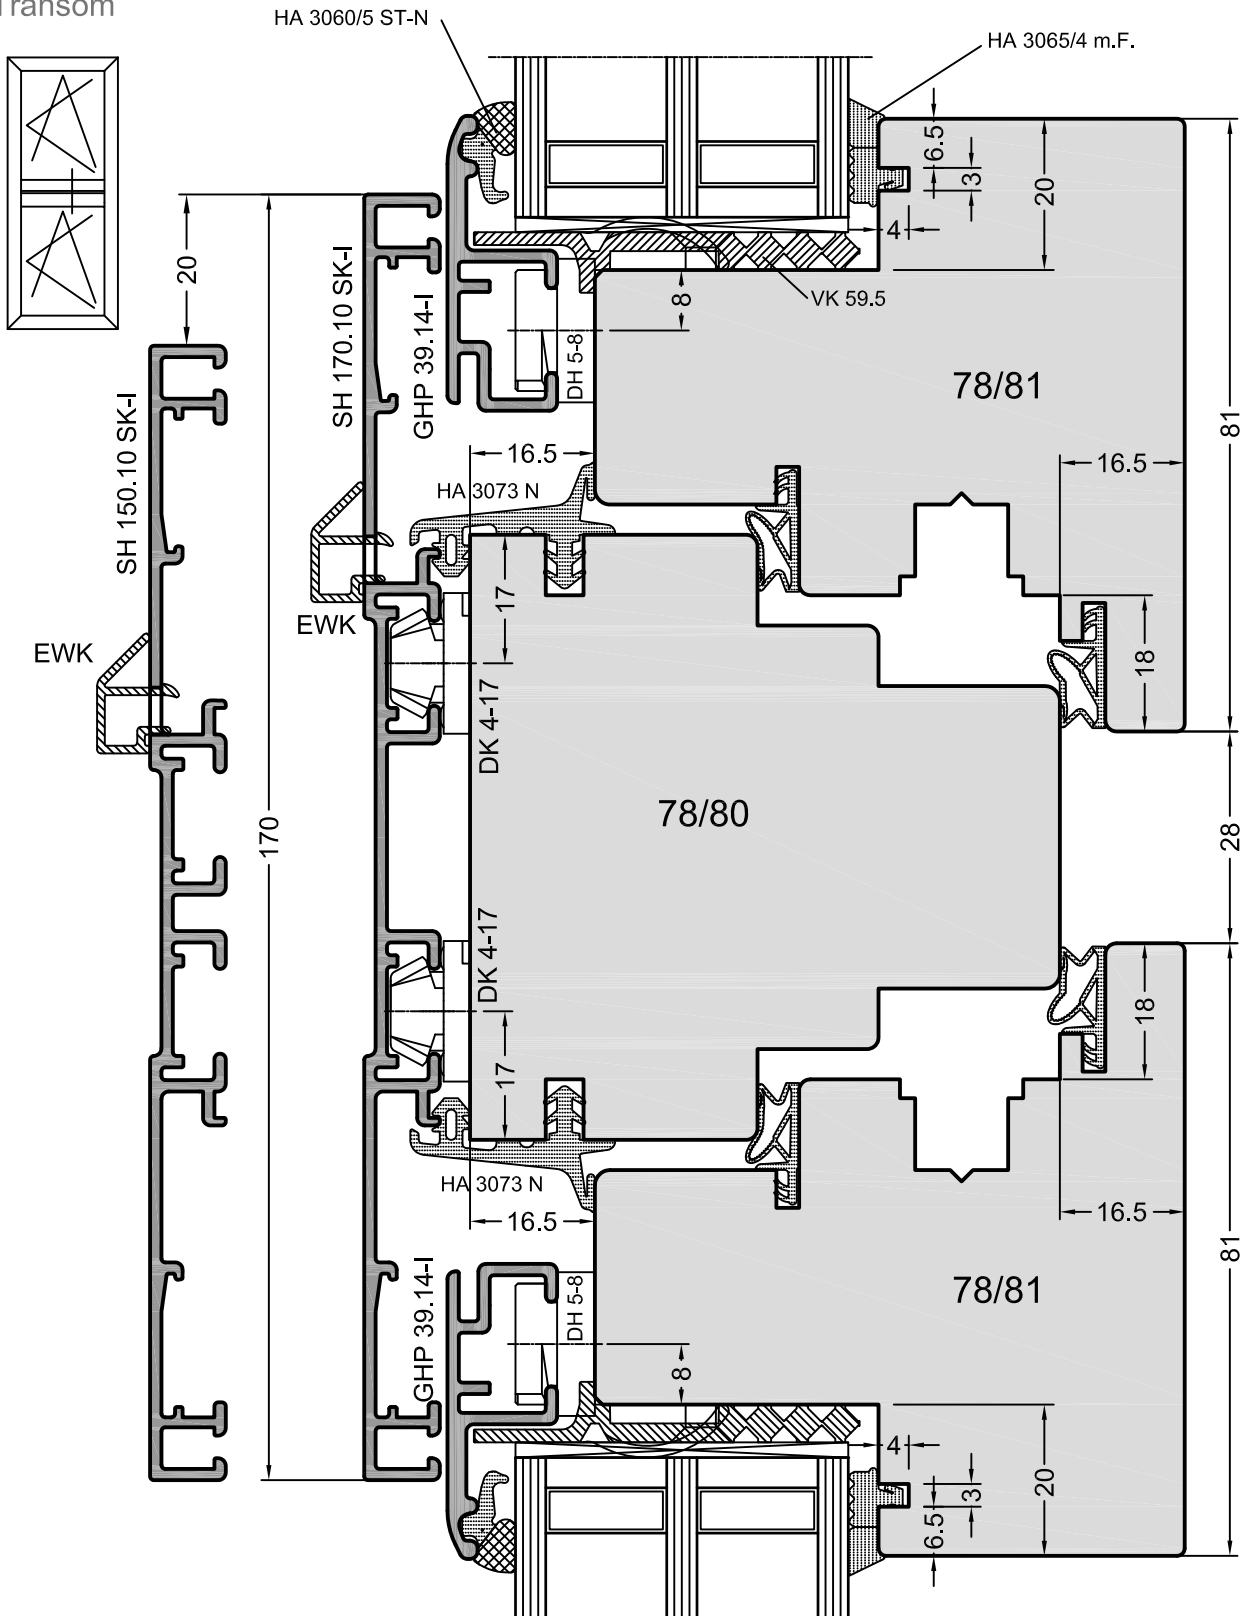 Transom
HA 3060/5 ST-N
HA 3065/4 m.F.
6.5
3
20
4
20
SH 170.10 SK-I
GHP 39.14-I
8
VK 59.5
DH 5-8
78/81
81
SH 150.10 SK-I
16.5
16.5
HA 3073 N
17
EWK
EWK
18
DK 4-17
78/80
170
28
DK 4-17
18
17
HA 3073 N
16.5
16.5
81
GHP 39.14-I
DH 5-8
78/81
8
4
3
20
6.5